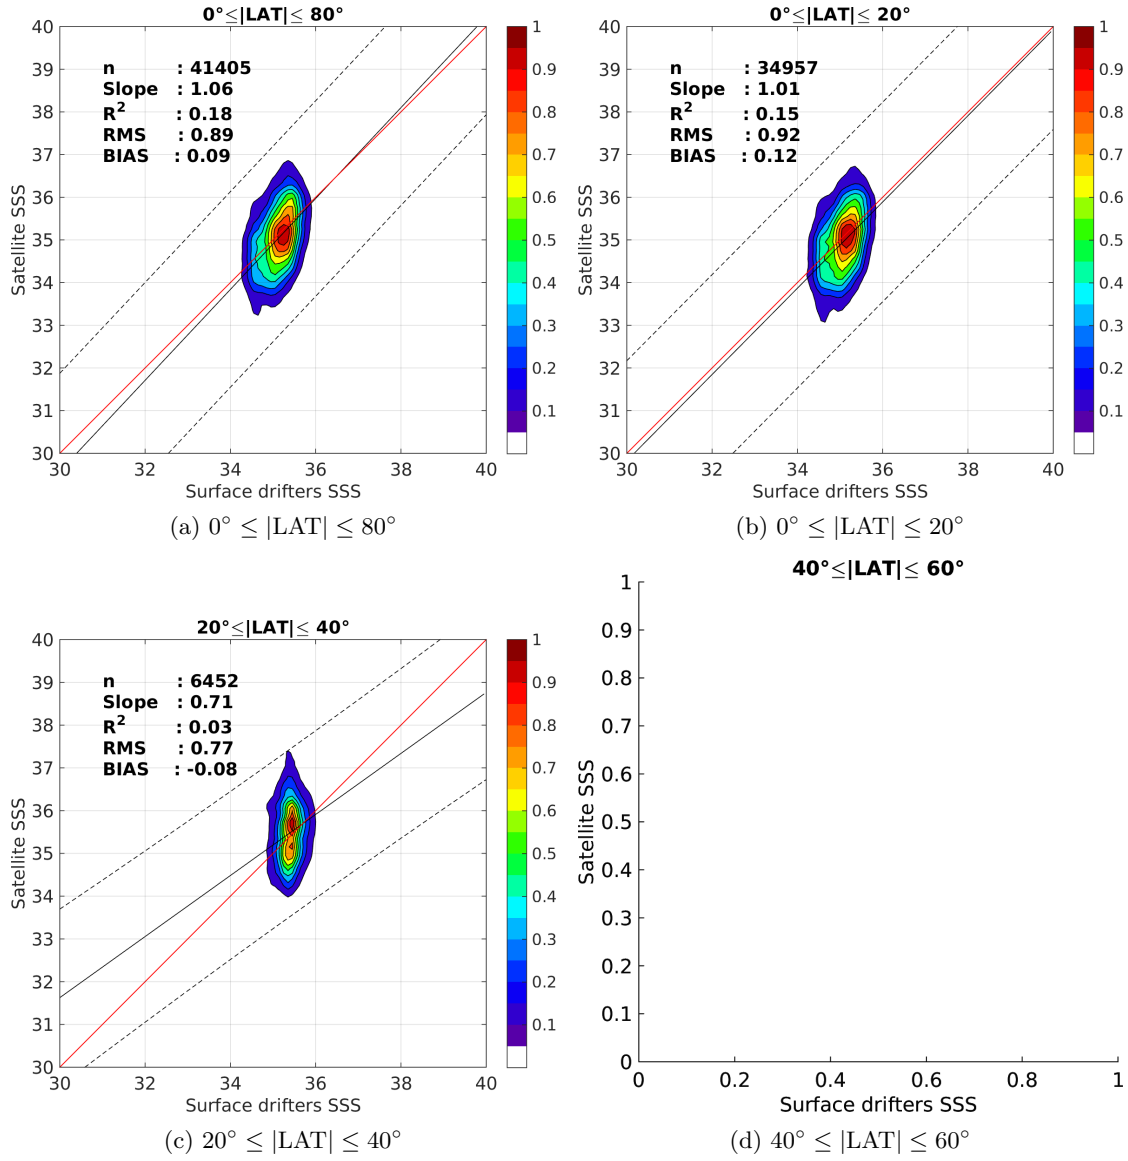 0°≤|LAT|≤ 80°
n : 41405
Slope : 1.06
R2 : 0.18
RMS : 0.89
BIAS : 0.09
40
39
38
37
36
35
34
33
32
31
30
Satellite SSS
30 32 34 36 38 40
Surface drifters SSS
1
0.9
0.8
0.7
0.6
0.5
0.4
0.3
0.2
0.1
(a) 0° ≤ |LAT| ≤ 80°
0°≤|LAT|≤ 20°
n : 34957
Slope : 1.01
R2 : 0.15
RMS : 0.92
BIAS : 0.12
40
39
38
37
36
35
34
33
32
31
30
Satellite SSS
30 32 34 36 38 40
Surface drifters SSS
1
0.9
0.8
0.7
0.6
0.5
0.4
0.3
0.2
0.1
(b) 0° ≤ |LAT| ≤ 20°
20°≤|LAT|≤ 40°
n : 6452
Slope : 0.71
R2 : 0.03
RMS : 0.77
BIAS : -0.08
40
39
38
37
36
35
34
33
32
31
30
Satellite SSS
30 32 34 36 38 40
Surface drifters SSS
1
0.9
0.8
0.7
0.6
0.5
0.4
0.3
0.2
0.1
(c) 20° ≤ |LAT| ≤ 40°
40°≤|LAT|≤ 60°
1
0.9
0.8
0.7
0.6
0.5
0.4
0.3
0.2
0.1
0
Satellite SSS
0 0.2 0.4 0.6 0.8 1
Surface drifters SSS
(d) 40° ≤ |LAT| ≤ 60°